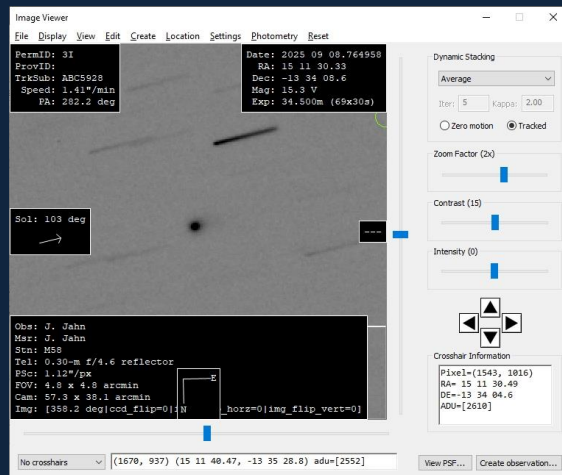 Image Viewer
File Display View Edit Create Location Settings Photometry Reset
PermID: 3I
ProvID:
TrkSub: ABC5928
Speed: 1.41"/min
PA: 282.2 deg
Date: 2025 09 08.764958
RA: 15 11 30.33
Dec: -13 34 08.6
Mag: 15.3 V
Exp: 34.500m (69x30s)
Sol: 103 deg
---
Obs: J. Jahn
Msr: J. Jahn
Stn: M58
Tel: 0.30-m f/4.6 reflector
PSc: 1.12"/px
FOV: 4.8 x 4.8 arcmin
Cam: 57.3 x 38.1 arcmin
Img: [358.2 deg|ccd_flip=0|i _horz=0|img_flip_vert=0]
E
N
No crosshairs
(1670, 937) (15 11 40.47, -13 35 28.8) adu=[2552]
Dynamic Stacking
Average
Iter: 5 Kappa: 2.00
Zero motion Tracked
Zoom Factor (2x)
Contrast (15)
Intensity (0)
Crosshair Information
Pixel=(1543, 1016)
RA= 15 11 30.49
DE=-13 34 04.6
ADU=[2610]
View PSF... Create observation...